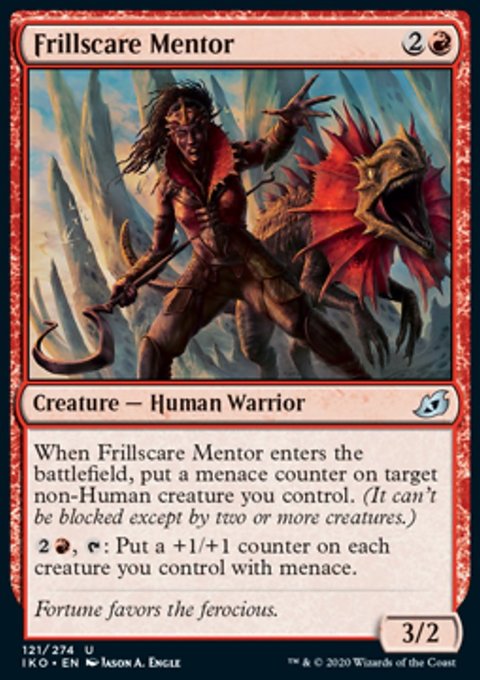 Frillscare Mentor 2
Creature — Human Warrior
When Frillscare Mentor enters the
battlefield, put a menace counter on target
non-Human creature you control. (It can't
be blocked except by two or more creatures.)
2, : Put a +1/+1 counter on each
creature you control with menace.
Fortune favors the ferocious.
3/2
121/274 U
IKO • EN Jason A. Engle
™ & © 2020 Wizards of the Coast